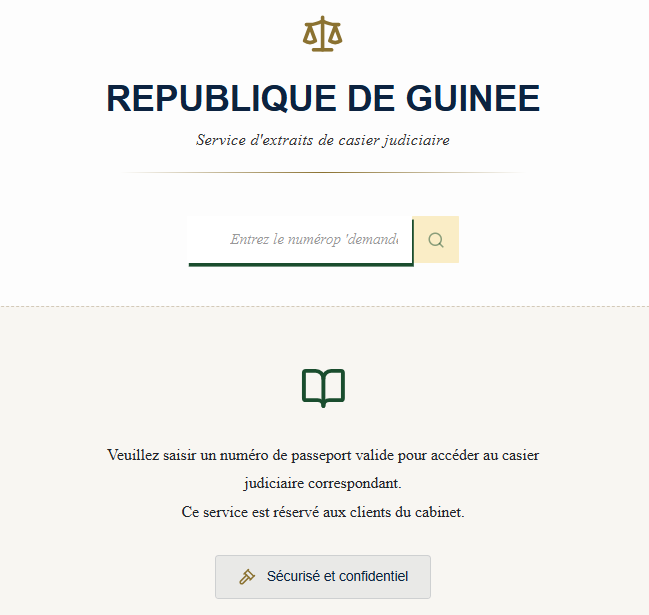 REPUBLIQUE DE GUINEE
Service d'extraits de casier judiciaire
Entrez le numérop 'demande
Veuillez saisir un numéro de passeport valide pour accéder au casier
judiciaire correspondant.
Ce service est réservé aux clients du cabinet.
Sécurisé et confidentiel